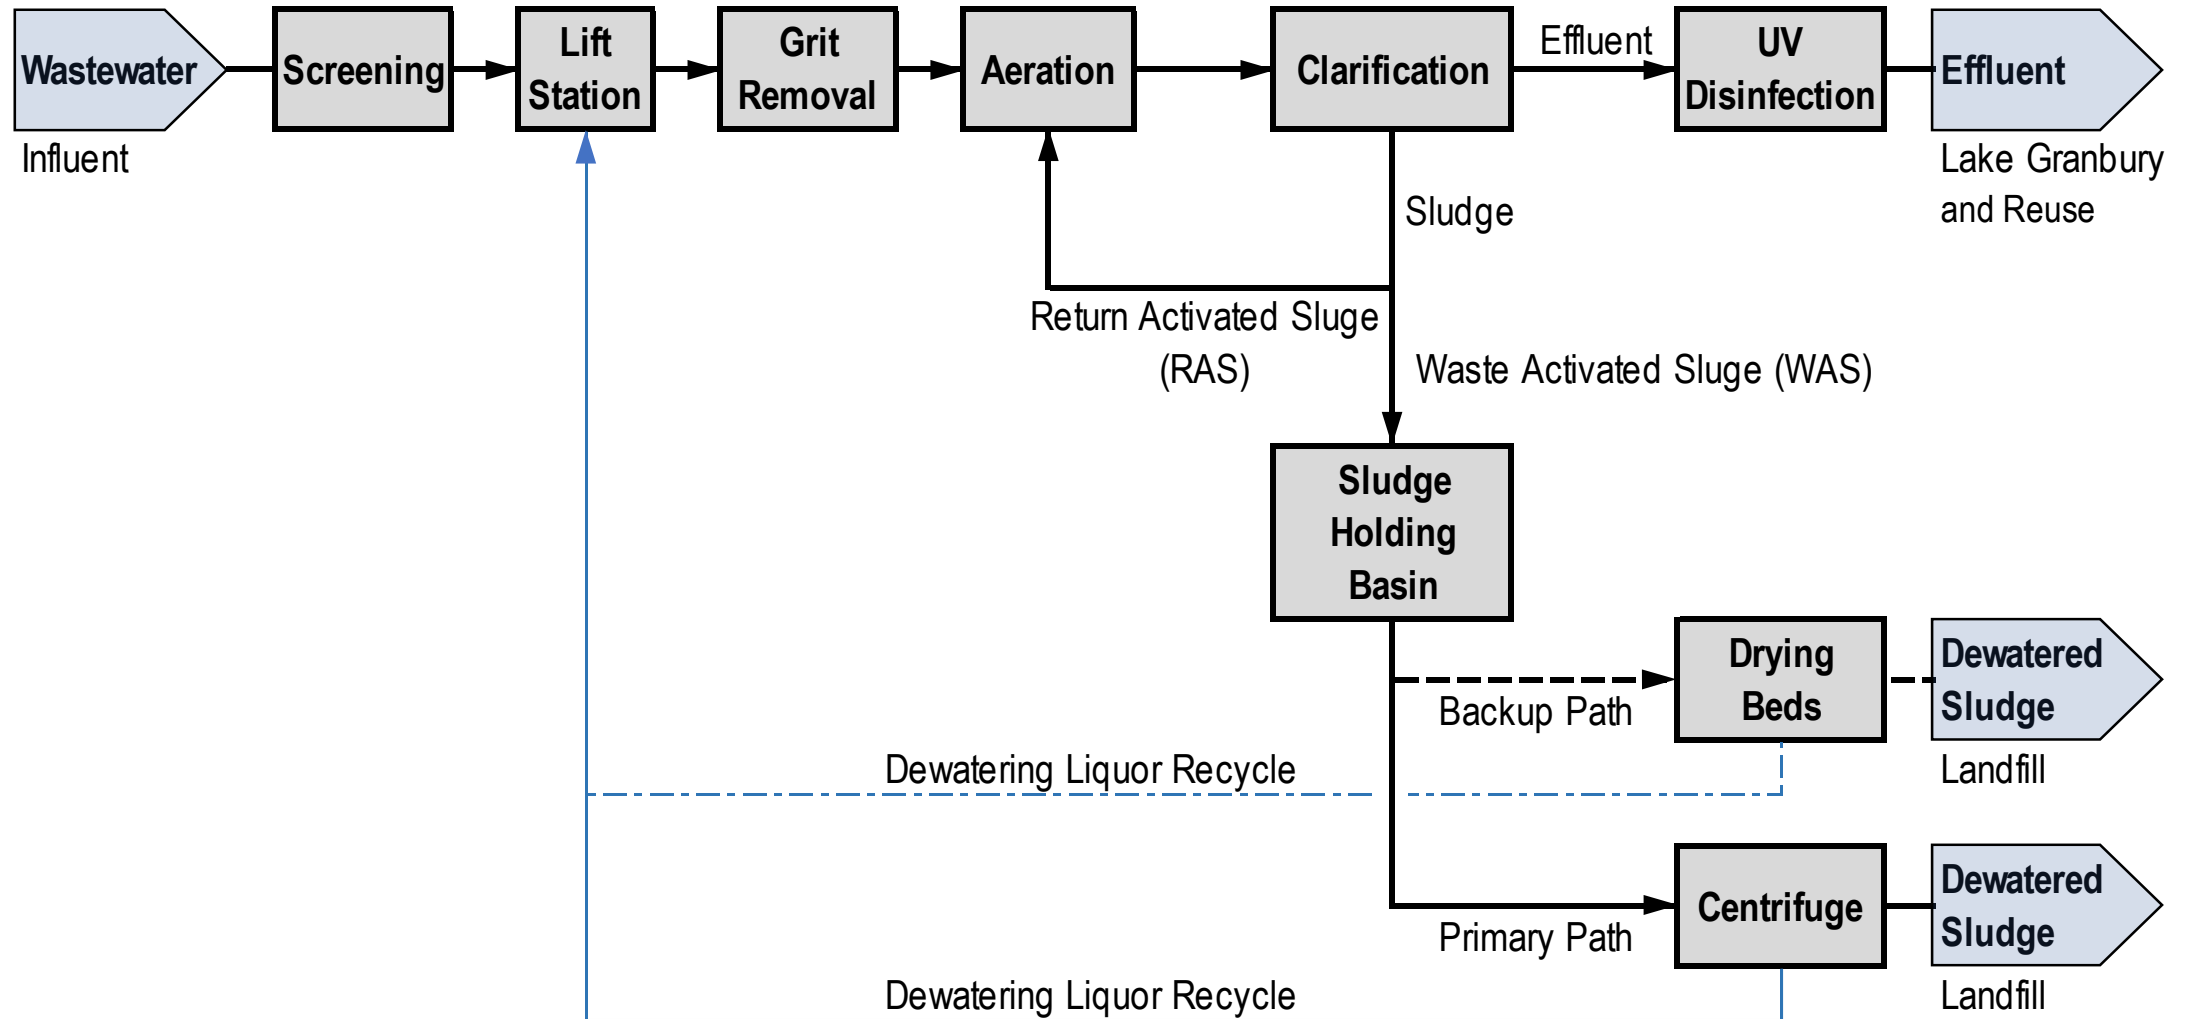 Wastewater
Influent
Screening
Lift
Station
Grit
Removal
Aeration
Clarification
Effluent
UV
Disinfection
Effluent
Lake Granbury
and Reuse
Sludge
Return Activated Sluge
(RAS)
Waste Activated Sluge (WAS)
Sludge
Holding
Basin
Backup Path
Drying
Beds
Dewatered
Sludge
Landfill
Dewatering Liquor Recycle
Primary Path
Centrifuge
Dewatered
Sludge
Landfill
Dewatering Liquor Recycle